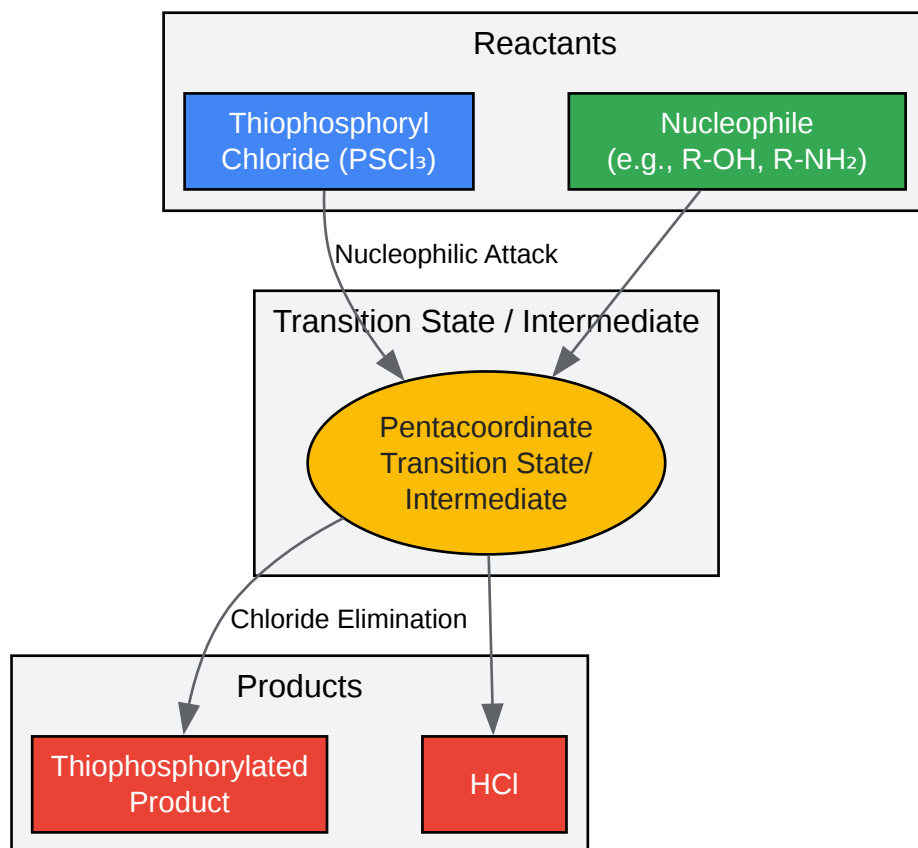 Reactants
Thiophosphoryl
Chloride (PSCl₃)
Nucleophile
(e.g., R-OH, R-NH₂)
Nucleophilic Attack
Transition State / Intermediate
Pentacoordinate
Transition State/
Intermediate
Chloride Elimination
Products
Thiophosphorylated
Product
HCl